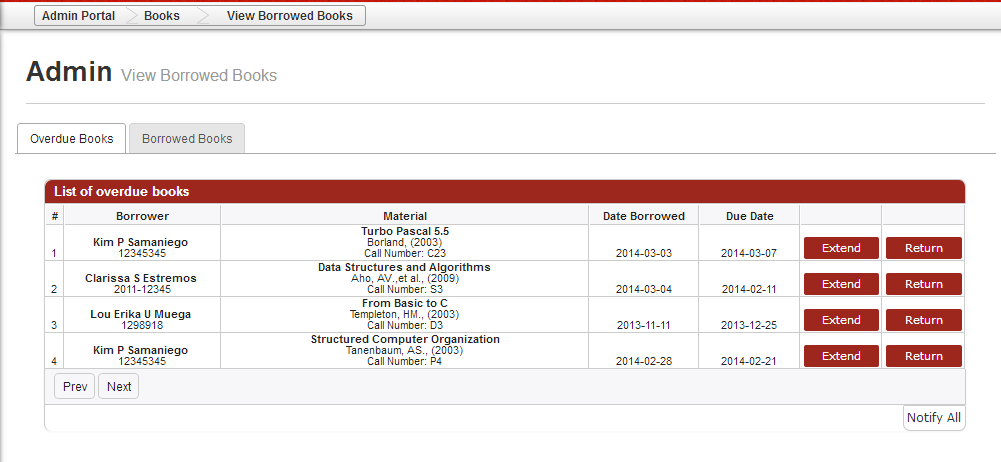 Admin Portal Books View Borrowed Books
Admin View Borrowed Books
Overdue Books Borrowed Books
List of overdue books
# Borrower Material Date Borrowed Due Date
1 Kim P Samaniego 12345345 Turbo Pascal 5.5 Borland, (2003) Call Number: C23 2014-03-03 2014-03-07 Extend Return
2 Clarissa S Estremos 2011-12345 Data Structures and Algorithms Aho, AV.,et al., (2009) Call Number: S3 2014-03-04 2014-02-11 Extend Return
3 Lou Erika U Muega 1298918 From Basic to C Templeton, HM., (2003) Call Number: D3 2013-11-11 2013-12-25 Extend Return
4 Kim P Samaniego 12345345 Structured Computer Organization Tanenbaum, AS., (2003) Call Number: P4 2014-02-28 2014-02-21 Extend Return
Prev Next
Notify All